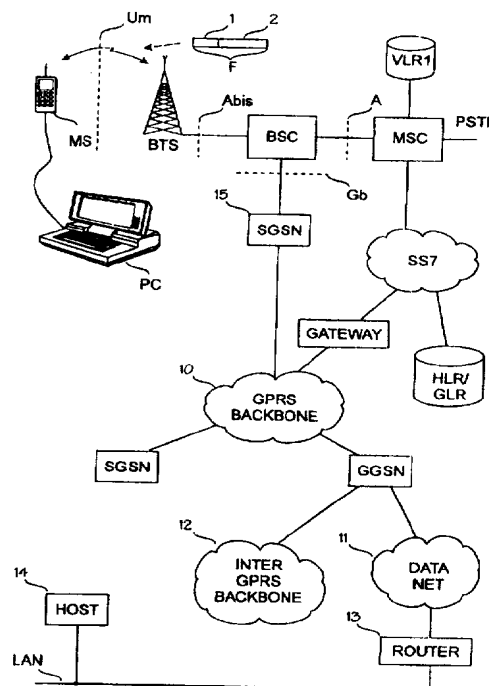 Um
1
2
F
VLR1
MS
BTS
Abis
BSC
A
MSC
PSTN
Gb
15
SGSN
PC
SS7
GATEWAY
HLR/
GLR
10
GPRS
BACKBONE
SGSN
GGSN
12
INTER
GPRS
BACKBONE
11
DATA
NET
14
HOST
13
ROUTER
LAN